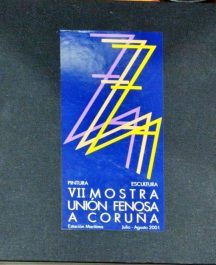 PINTURA ESCULTURA
VII MOSTRA
UNIÓN FENOSA
A CORUÑA
Estación Marítima Julio - Agosto 2001